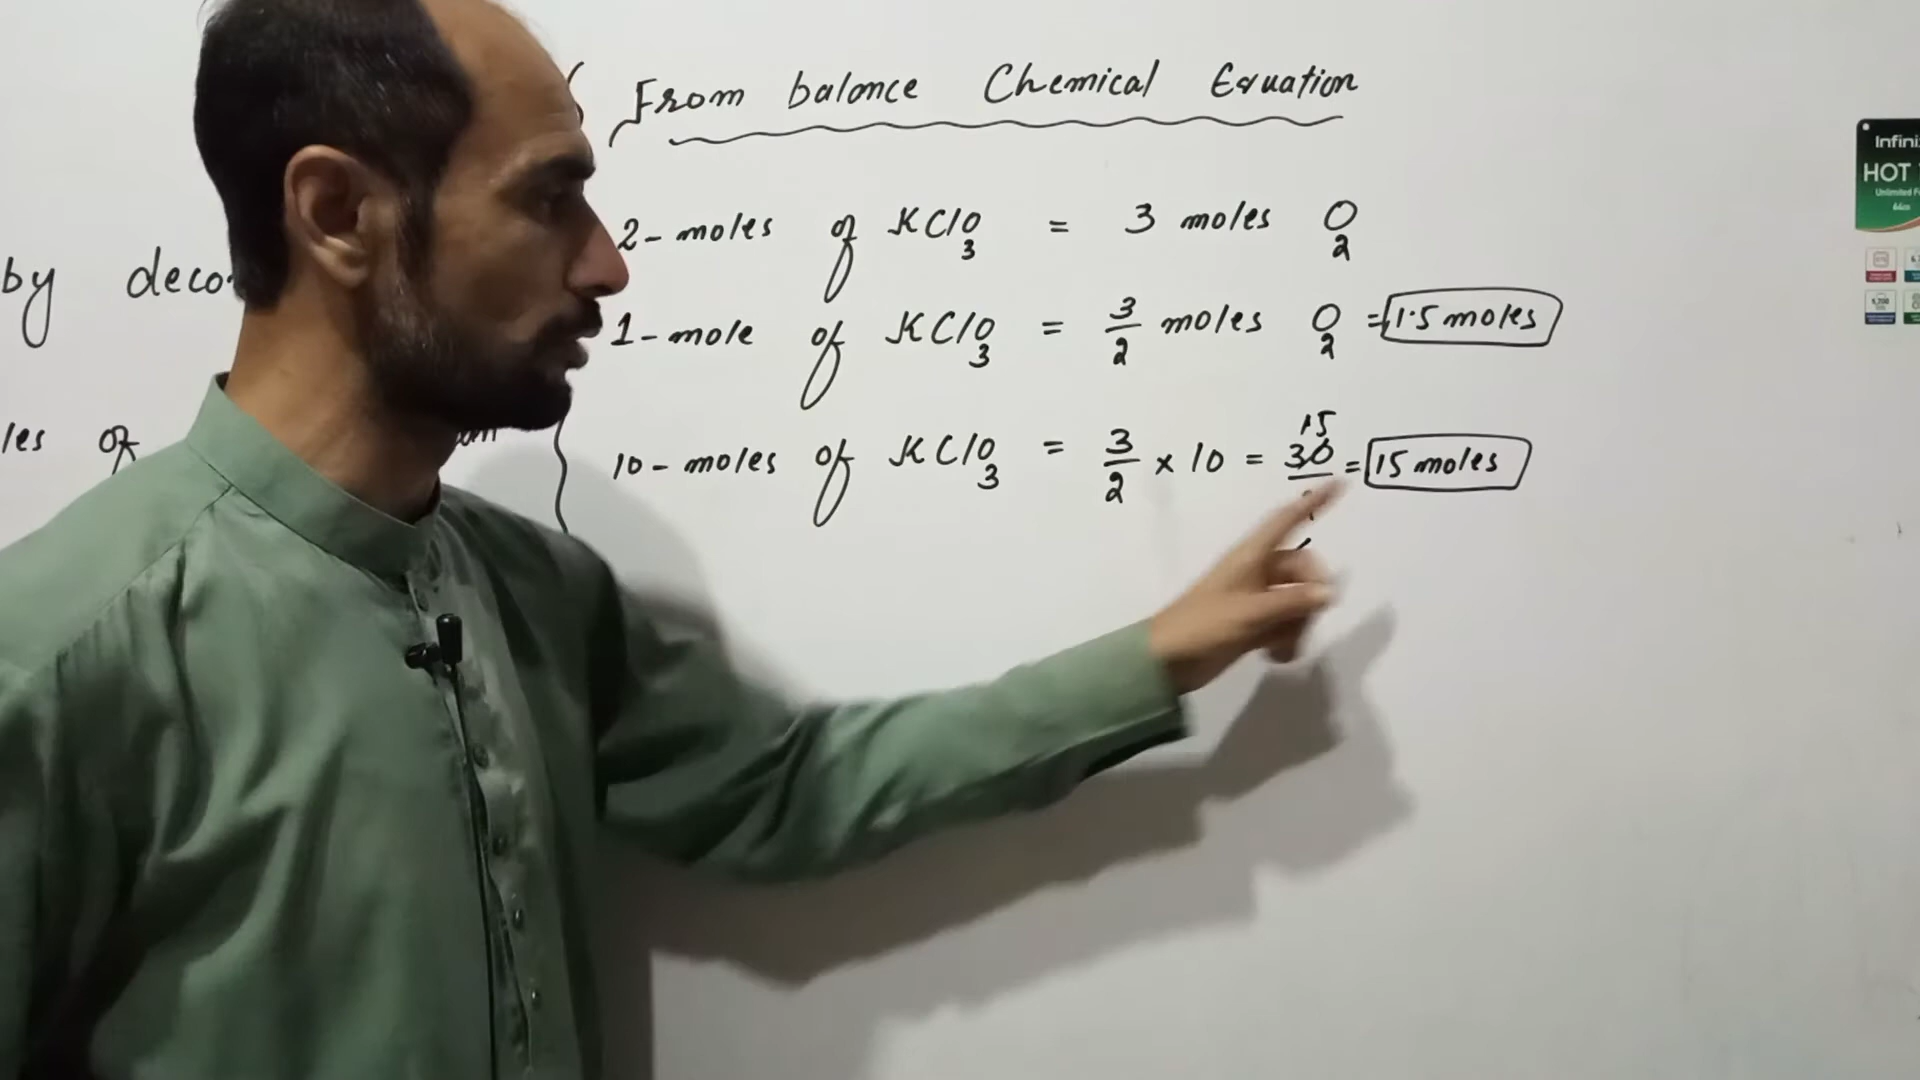 From balance Chemical Equation
by deco
2-moles of KClO3 = 3 moles O2
1-mole of KClO3 = 3/2 moles O2 = 1.5 moles
les of
10-moles of KClO3 = 3/2 x 10 = 30 15 = 15 moles
Infini
HOT